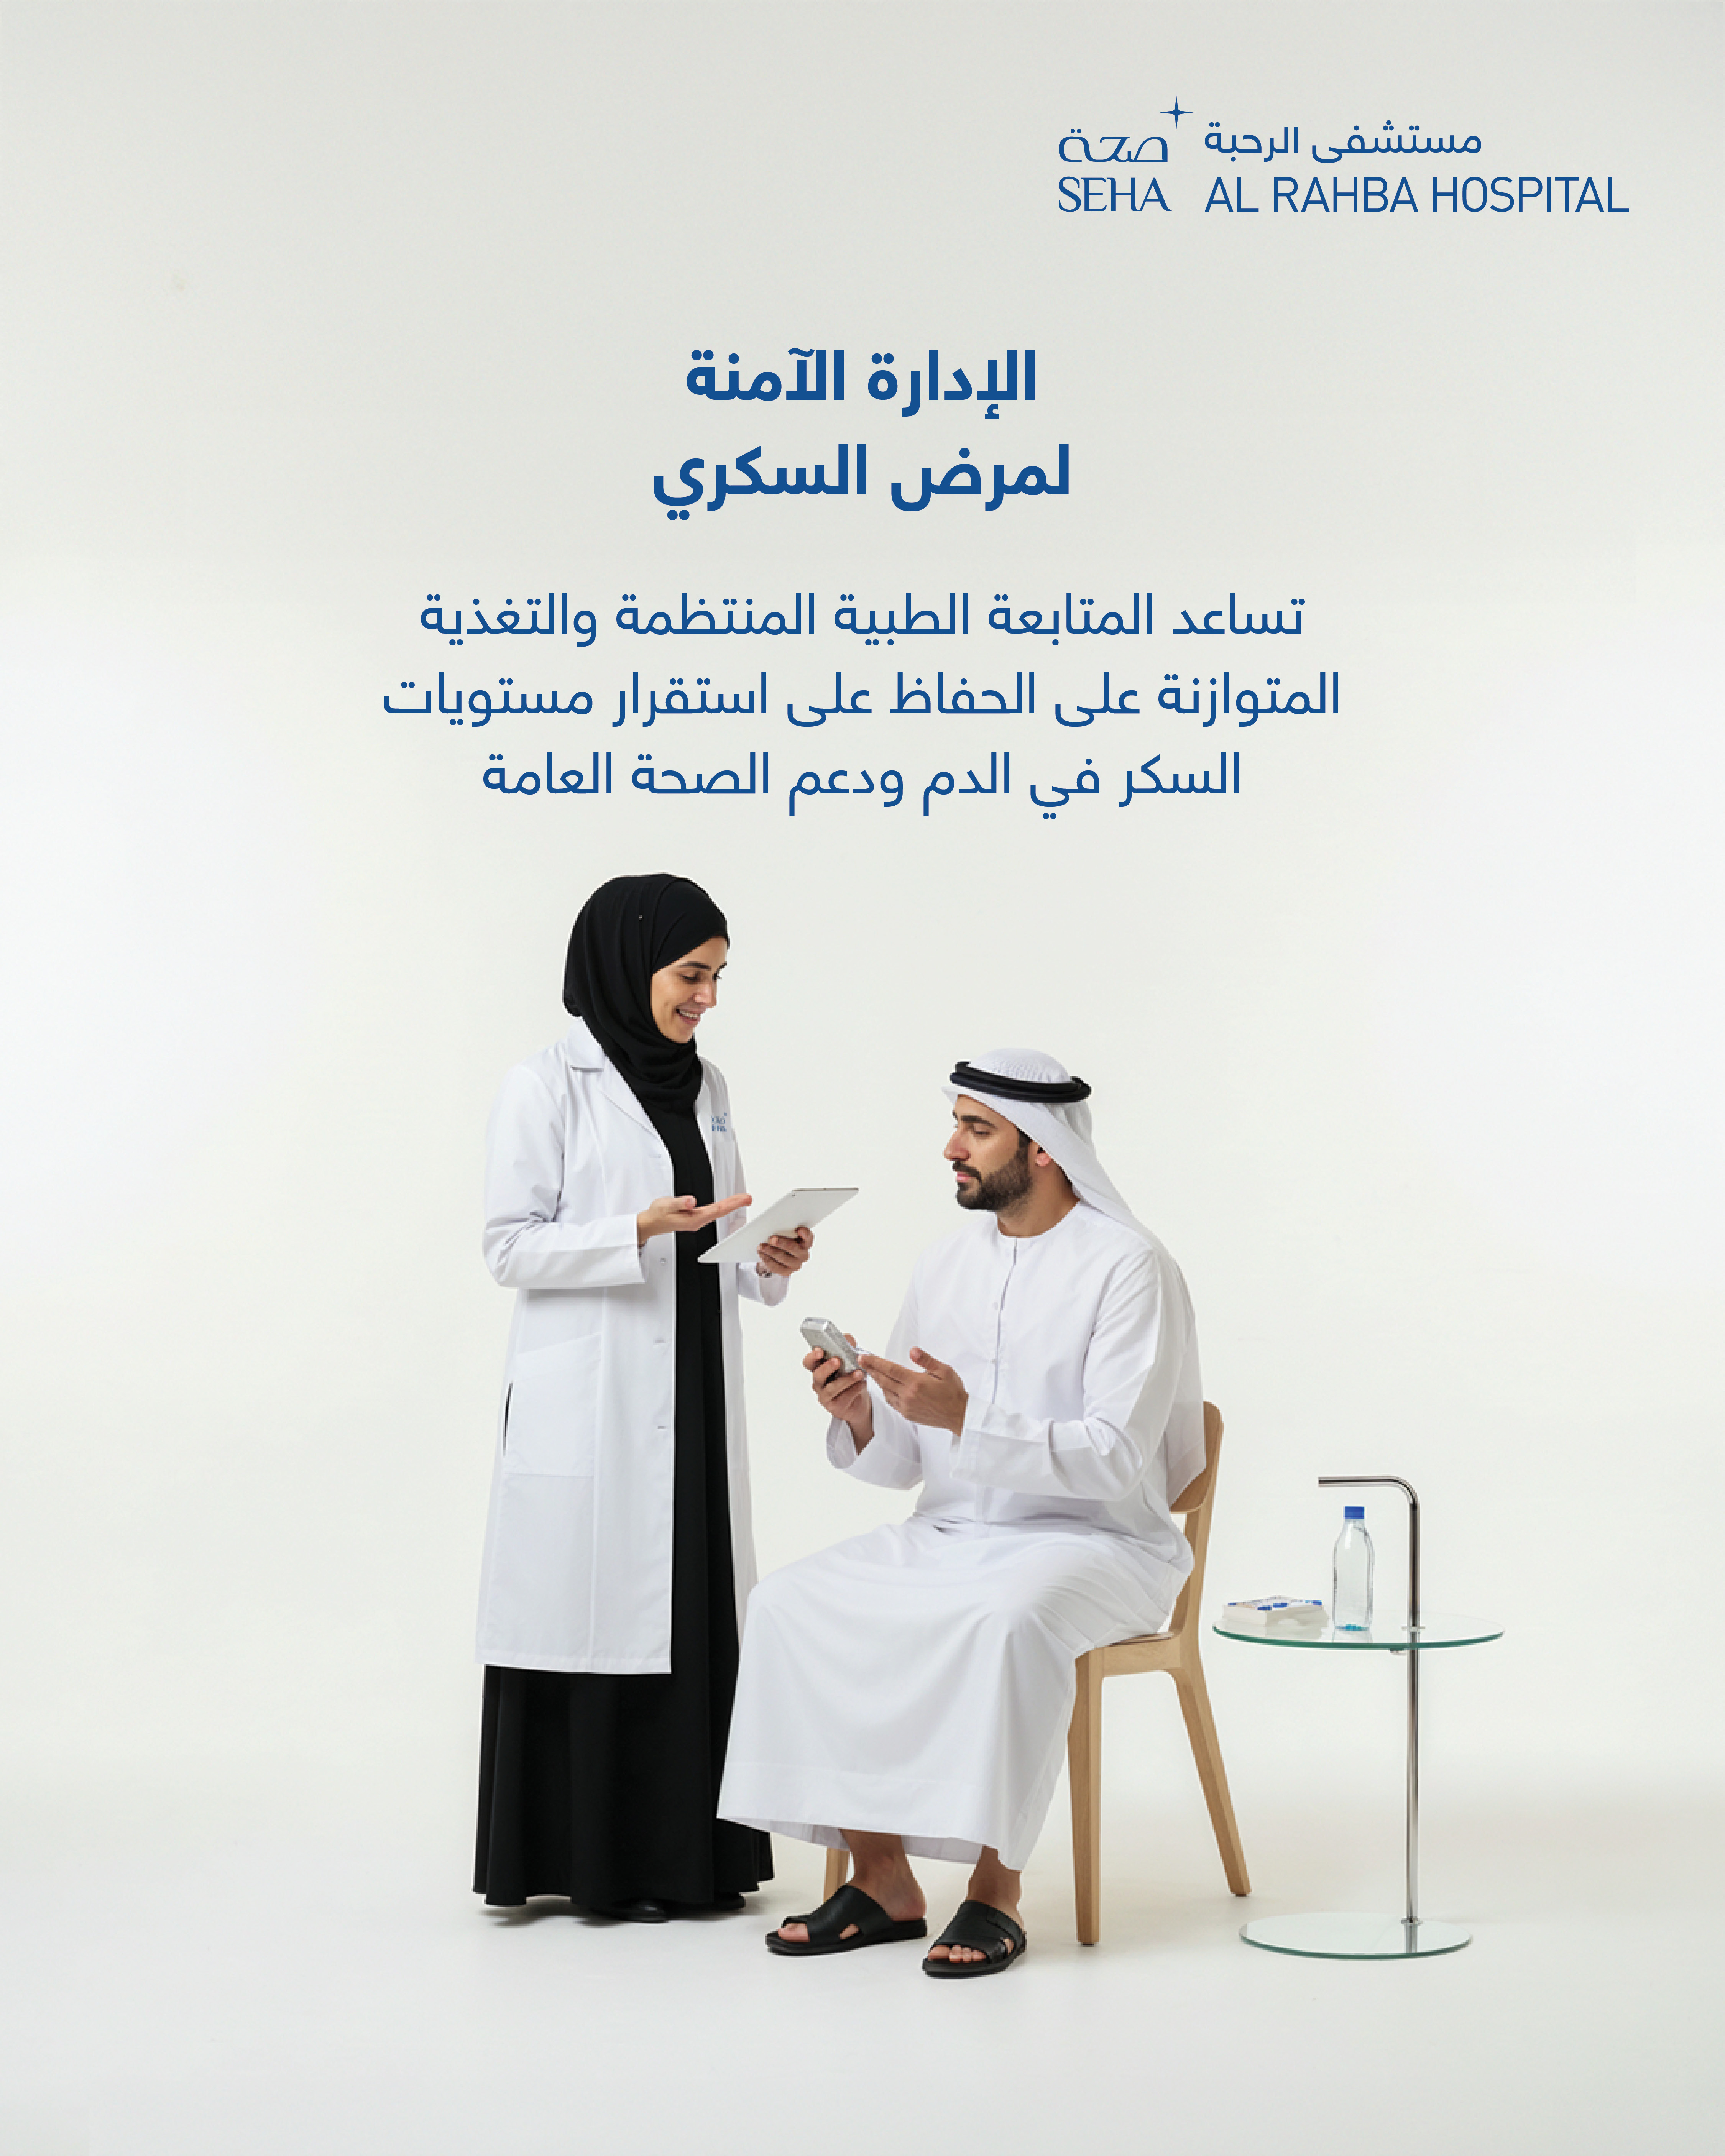 صحة
SEHA
مستشفى الرحبة
AL RAHBA HOSPITAL
الإدارة الآمنة
لمرض السكري
تساعد المتابعة الطبية المنتظمة والتغذية
المتوازنة على الحفاظ على استقرار مستويات
السكر في الدم ودعم الصحة العامة